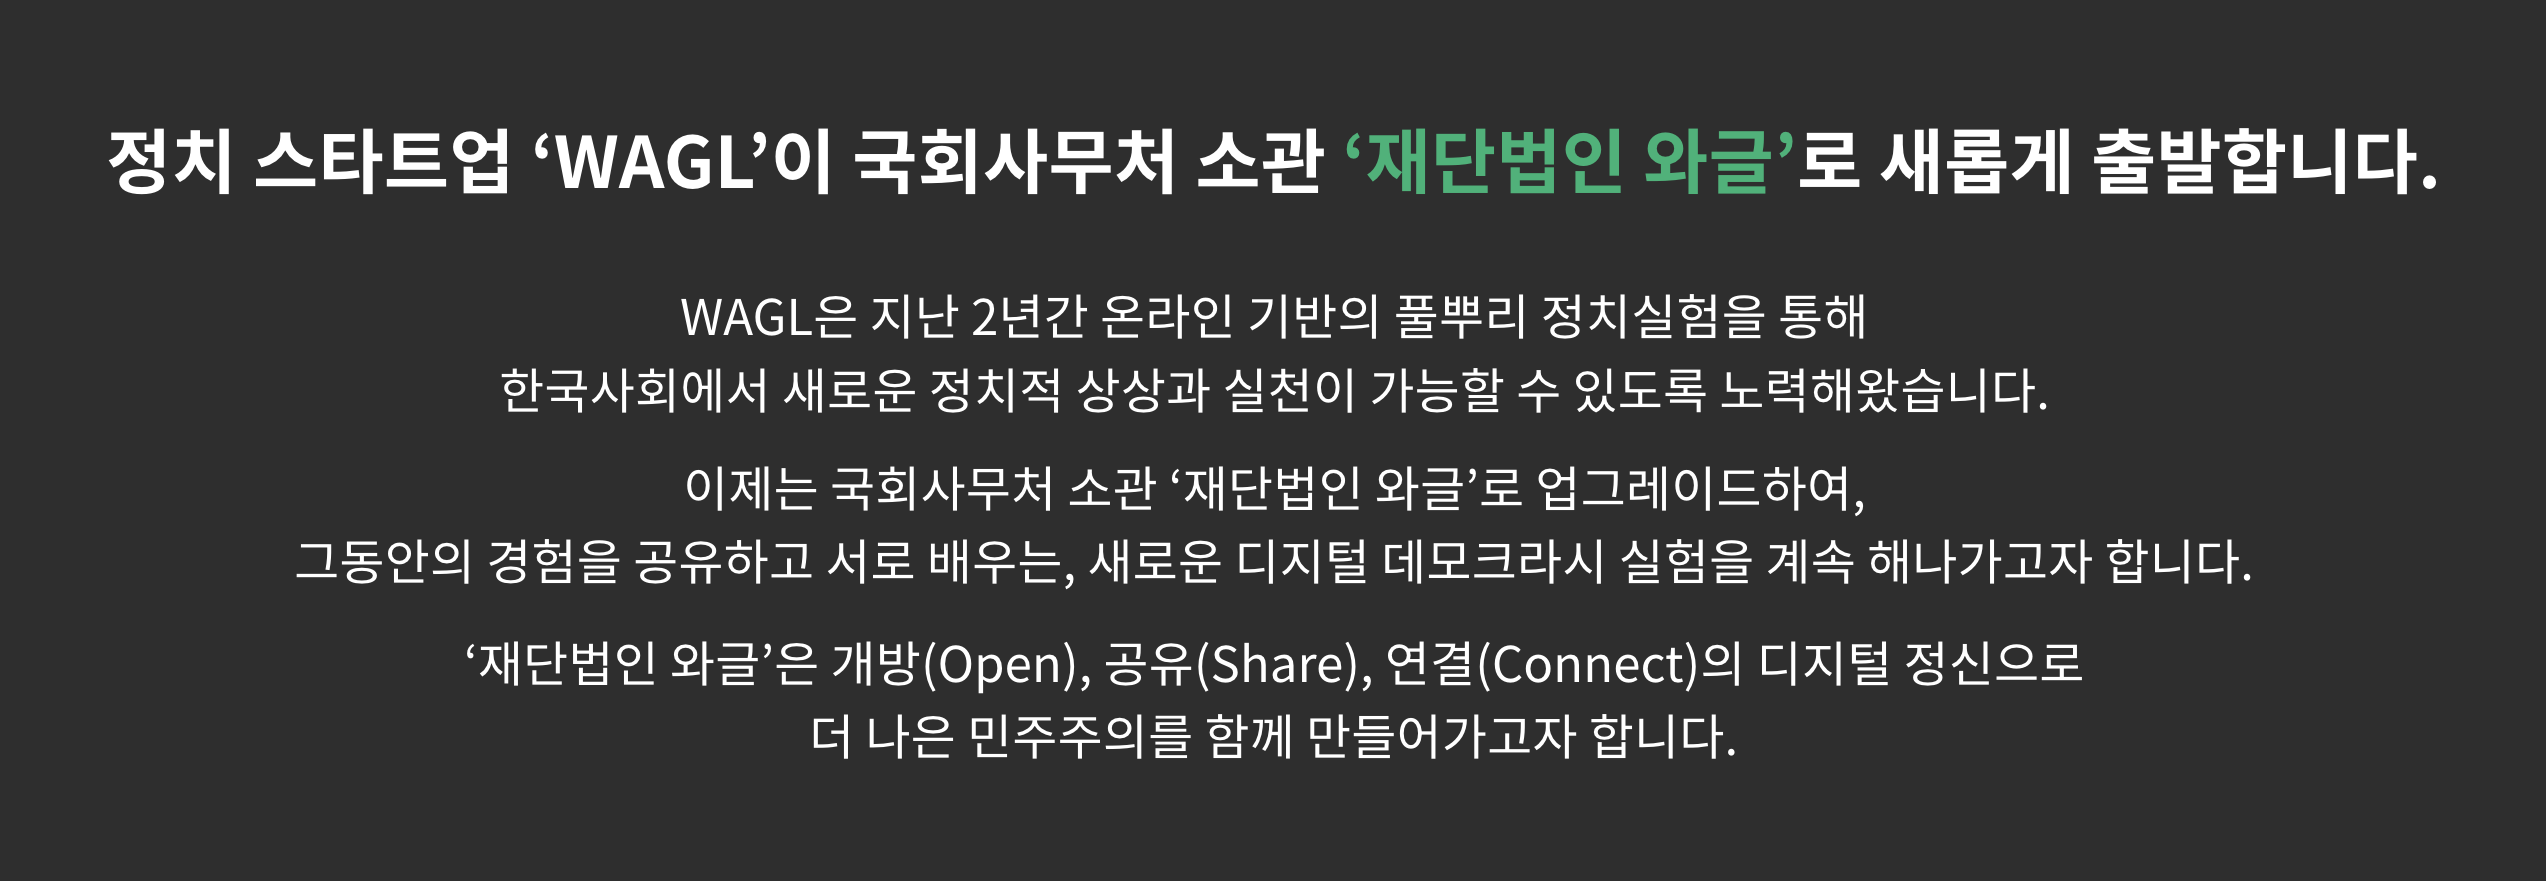 정치 스타트업 ‘WAGL’이 국회사무처 소관 ‘재단법인 와글’로 새롭게 출발합니다.
WAGL은 지난 2년간 온라인 기반의 풀뿌리 정치실험을 통해
한국사회에서 새로운 정치적 상상과 실천이 가능할 수 있도록 노력해왔습니다.
이제는 국회사무처 소관 ‘재단법인 와글’로 업그레이드하여,
그동안의 경험을 공유하고 서로 배우는, 새로운 디지털 데모크라시 실험을 계속 해나가고자 합니다.
‘재단법인 와글’은 개방(Open), 공유(Share), 연결(Connect)의 디지털 정신으로
더 나은 민주주의를 함께 만들어가고자 합니다.